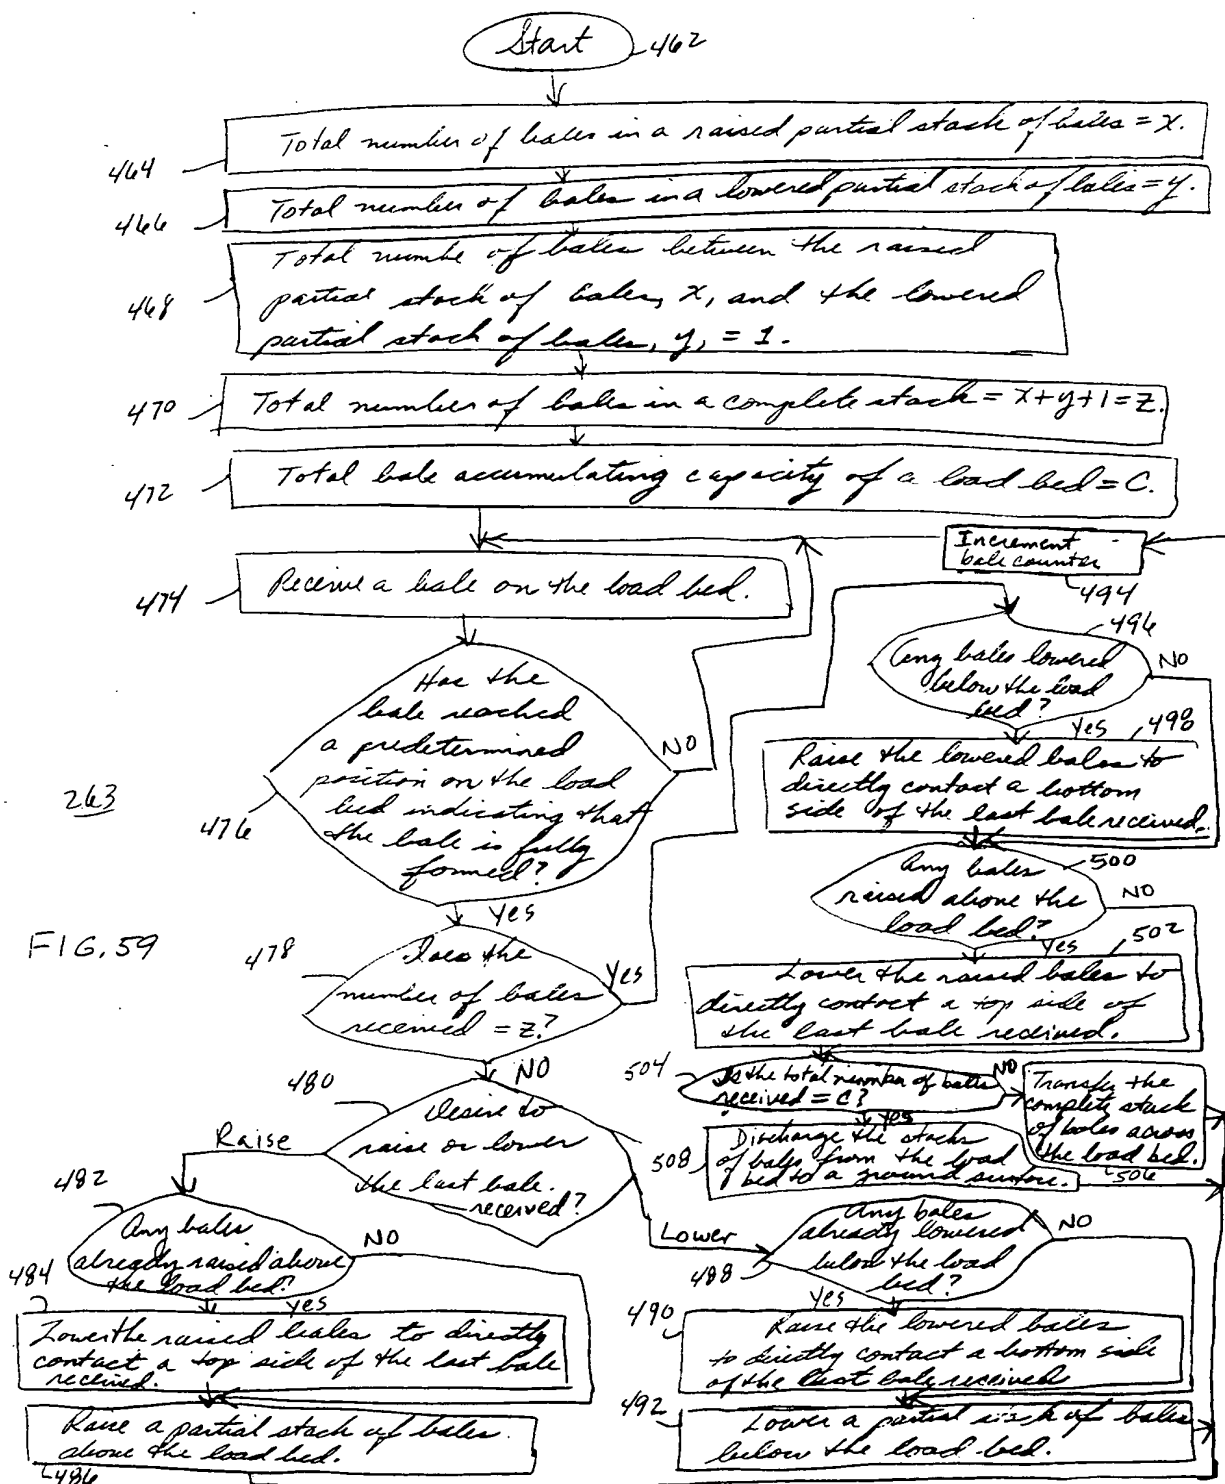 Start
462
Total number of bales in a raised partial stack of bales = x.
464
Total number of bales in a lowered partial stack of bales = y.
466
Total numbe of bales between the raised
partial stack of bales, x, and the lowered
partial stack of bales, y, = 1.
468
Total number of bales in a complete stack = x+y+1=z.
470
Total bale accumulating capacity of a load bed = C.
472
Increment
bale counter
494
Receive a bale on the load bed.
474
Has the
bale reached
a predetermined
position on the load
bed indicating that
the bale is fully
formed?
476
NO
Yes
263
FIG. 59
Does the
number of bales
received = z?
478
Yes
NO
480
Desire to
raise or lower
the last bale
received?
Raise
Lower
482
Any bales
already raised above
the load bed?
NO
Yes
484
Lower the raised bales to directly
contact a top side of the last bale
received.
Raise a partial stack of bales
above the load bed.
486
496
Any bales lowered
below the load
bed?
NO
Yes
498
Raise the lowered bales to
directly contact a bottom
side of the last bale received.
500
Any bales
raised above the
load bed?
NO
Yes
502
Lower the raised bales to
directly contact a top side of
the last bale received.
504
Is the total number of bales
received = C?
NO
Yes
Transfer the
complete stack
of bales across
the load bed.
506
508
Discharge the stacks
of bales from the load
bed to a ground surface.
Any bales
already lowered
below the load
bed?
488
NO
Yes
490
Raise the lowered bales
to directly contact a bottom side
of the last bale received
492
Lower a partial stack of bales
below the load bed.